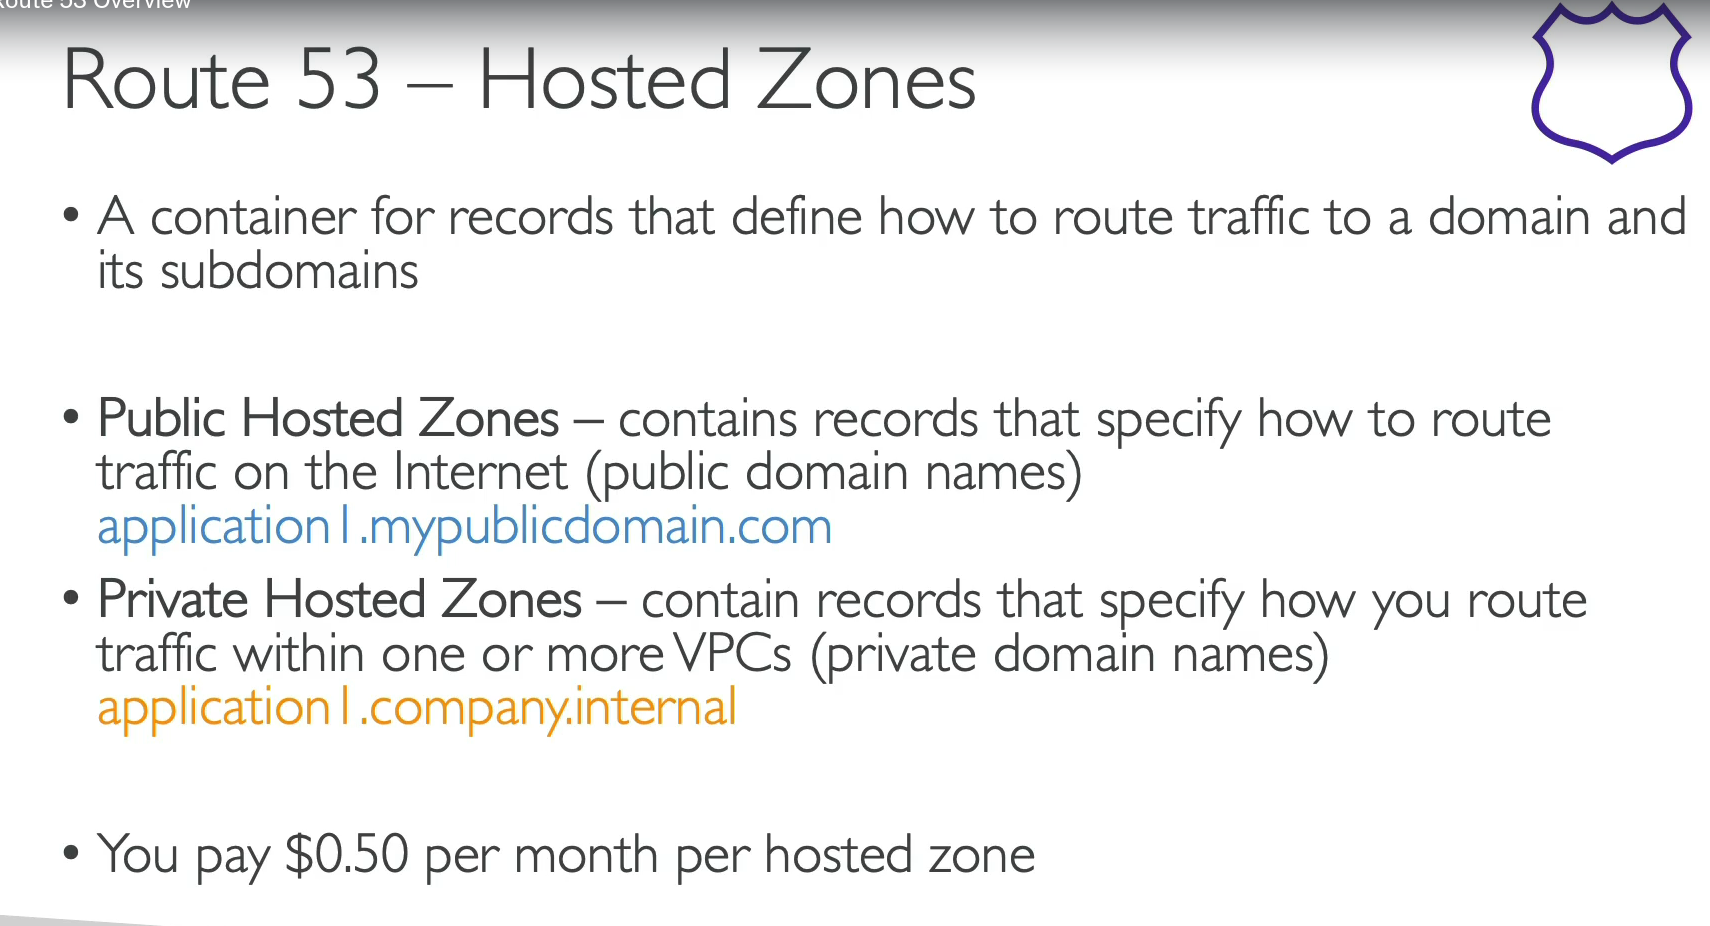 Route 53 Overview
Route 53 – Hosted Zones
• A container for records that define how to route traffic to a domain and
its subdomains
• Public Hosted Zones – contains records that specify how to route
traffic on the Internet (public domain names)
application1.mypublicdomain.com
• Private Hosted Zones – contain records that specify how you route
traffic within one or more VPCs (private domain names)
application1.company.internal
• You pay $0.50 per month per hosted zone